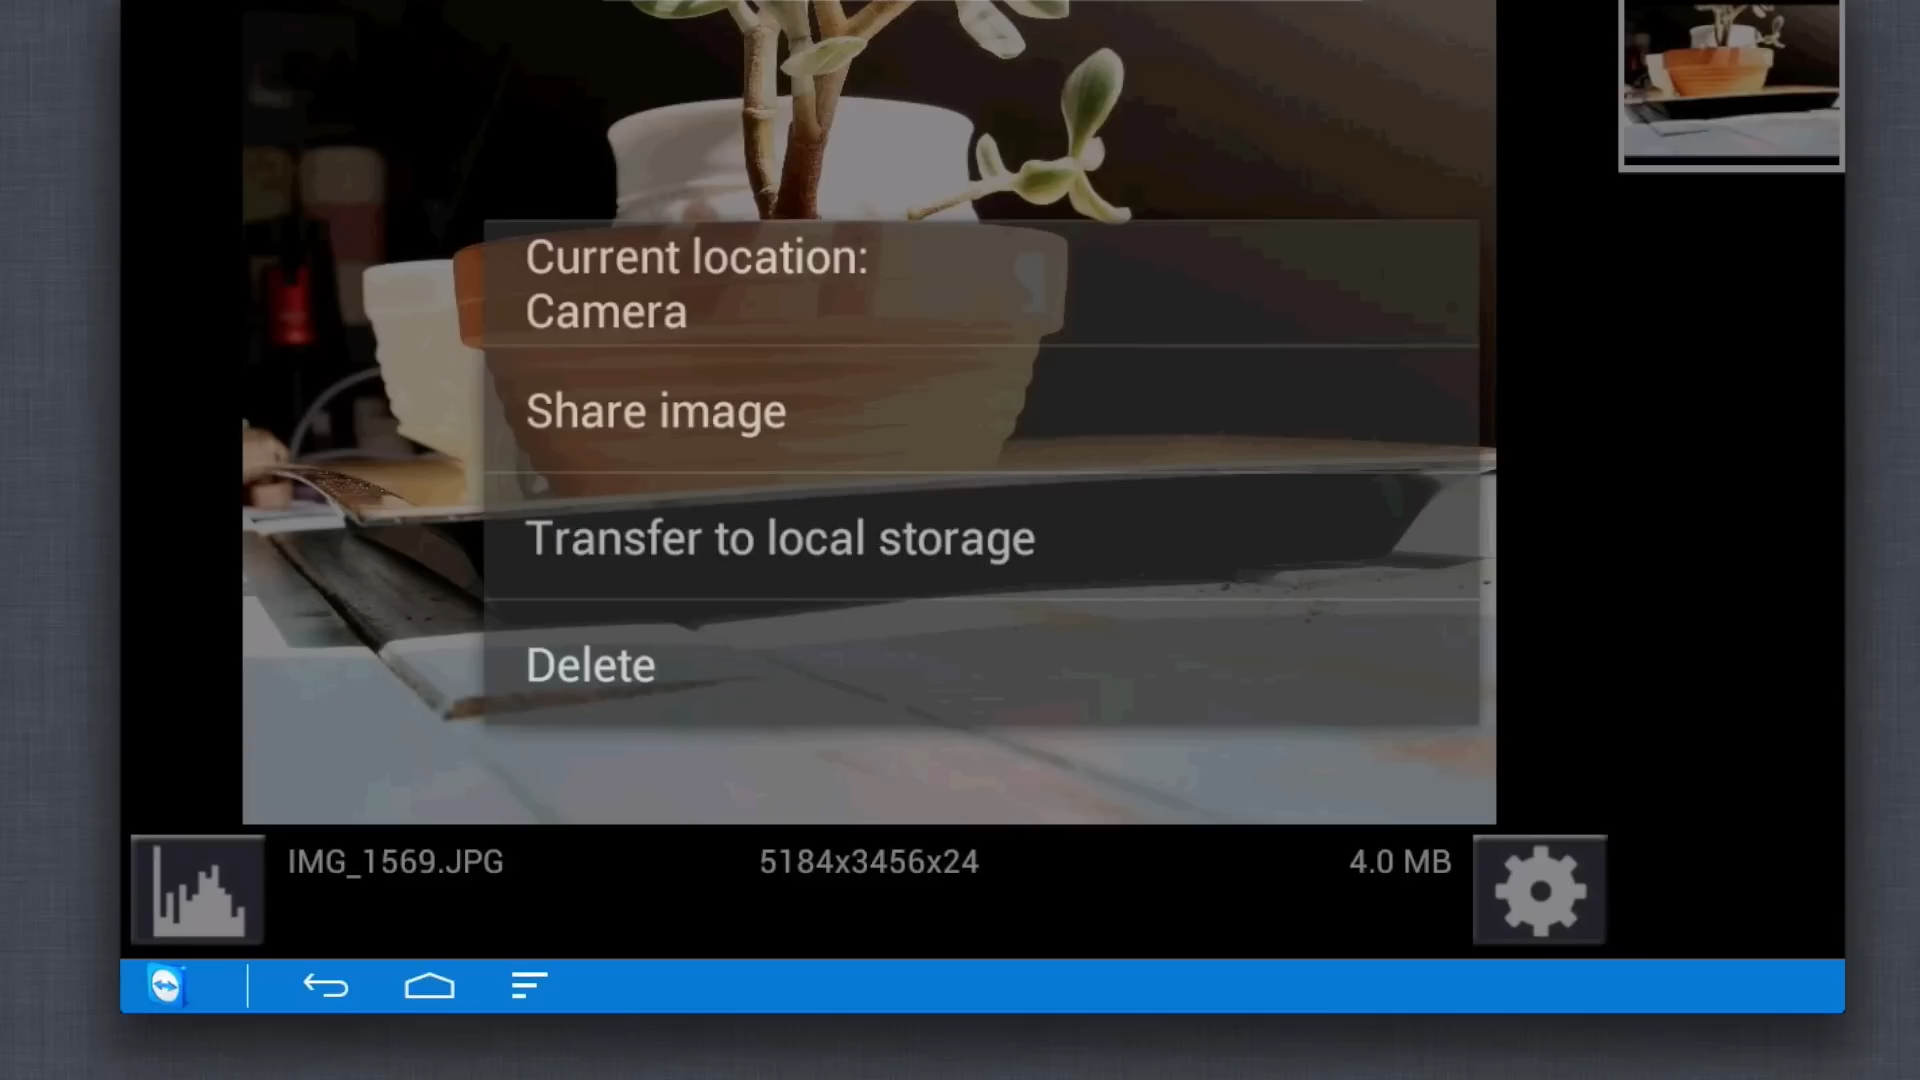 Current location:
Camera
Share image
Transfer to local storage
Delete
IMG_1569.JPG 5184x3456x24 4.0 MB